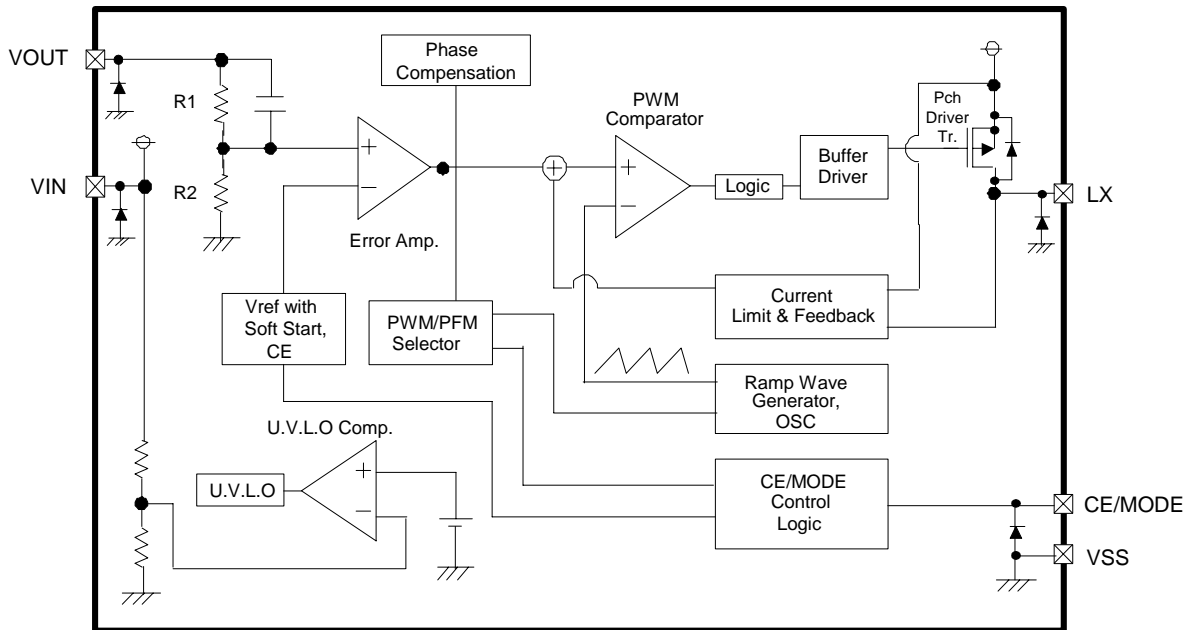 VOUT
R1
R2
VIN
Phase
Compensation
+
−
Error Amp.
+
PWM
Comparator
+
−
Logic
Buffer
Driver
Pch
Driver
Tr.
LX
Vref with
Soft Start,
CE
PWM/PFM
Selector
Current
Limit & Feedback
Ramp Wave
Generator,
OSC
U.V.L.O Comp.
U.V.L.O
+
−
CE/MODE
Control
Logic
CE/MODE
VSS